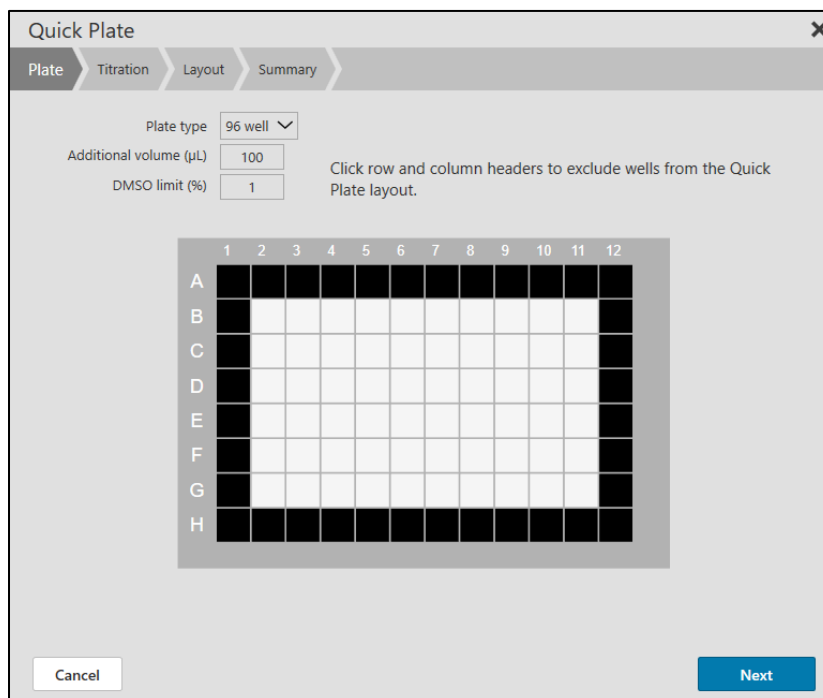 Quick Plate
Plate Titration Layout Summary
Plate type 96 well
Additional volume (µL) 100
DMSO limit (%) 1
Click row and column headers to exclude wells from the Quick
Plate layout.
1 2 3 4 5 6 7 8 9 10 11 12
A
B
C
D
E
F
G
H
Cancel Next